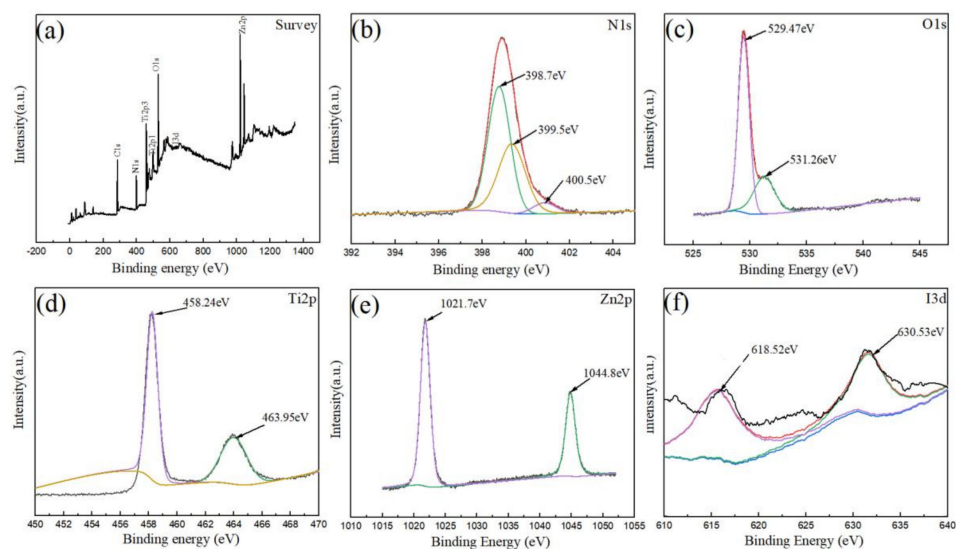 (a)
Survey
Zn2p
O1s
Ti2p3
C1s
Ti2p1
I3d
N1s
Intensity(a.u.)
-200 0 200 400 600 800 1000 1200 1400
Binding energy (eV)
(b)
N1s
398.7eV
399.5eV
400.5eV
Intensity(a.u.)
392 394 396 398 400 402 404
Binding energy (eV)
(c)
O1s
529.47eV
531.26eV
Intensity(a.u.)
525 530 535 540 545
Binding Energy (eV)
(d)
Ti2p
458.24eV
463.95eV
Intensity(a.u.)
450 452 454 456 458 460 462 464 466 468 470
Binding energy (eV)
(e)
Zn2p
1021.7eV
1044.8eV
Intensity(a.u.)
1010 1015 1020 1025 1030 1035 1040 1045 1050 1055
Binding Energy (eV)
(f)
I3d
618.52eV
630.53eV
Intensity(a.u.)
610 615 620 625 630 635 640
Binding Energy (eV)